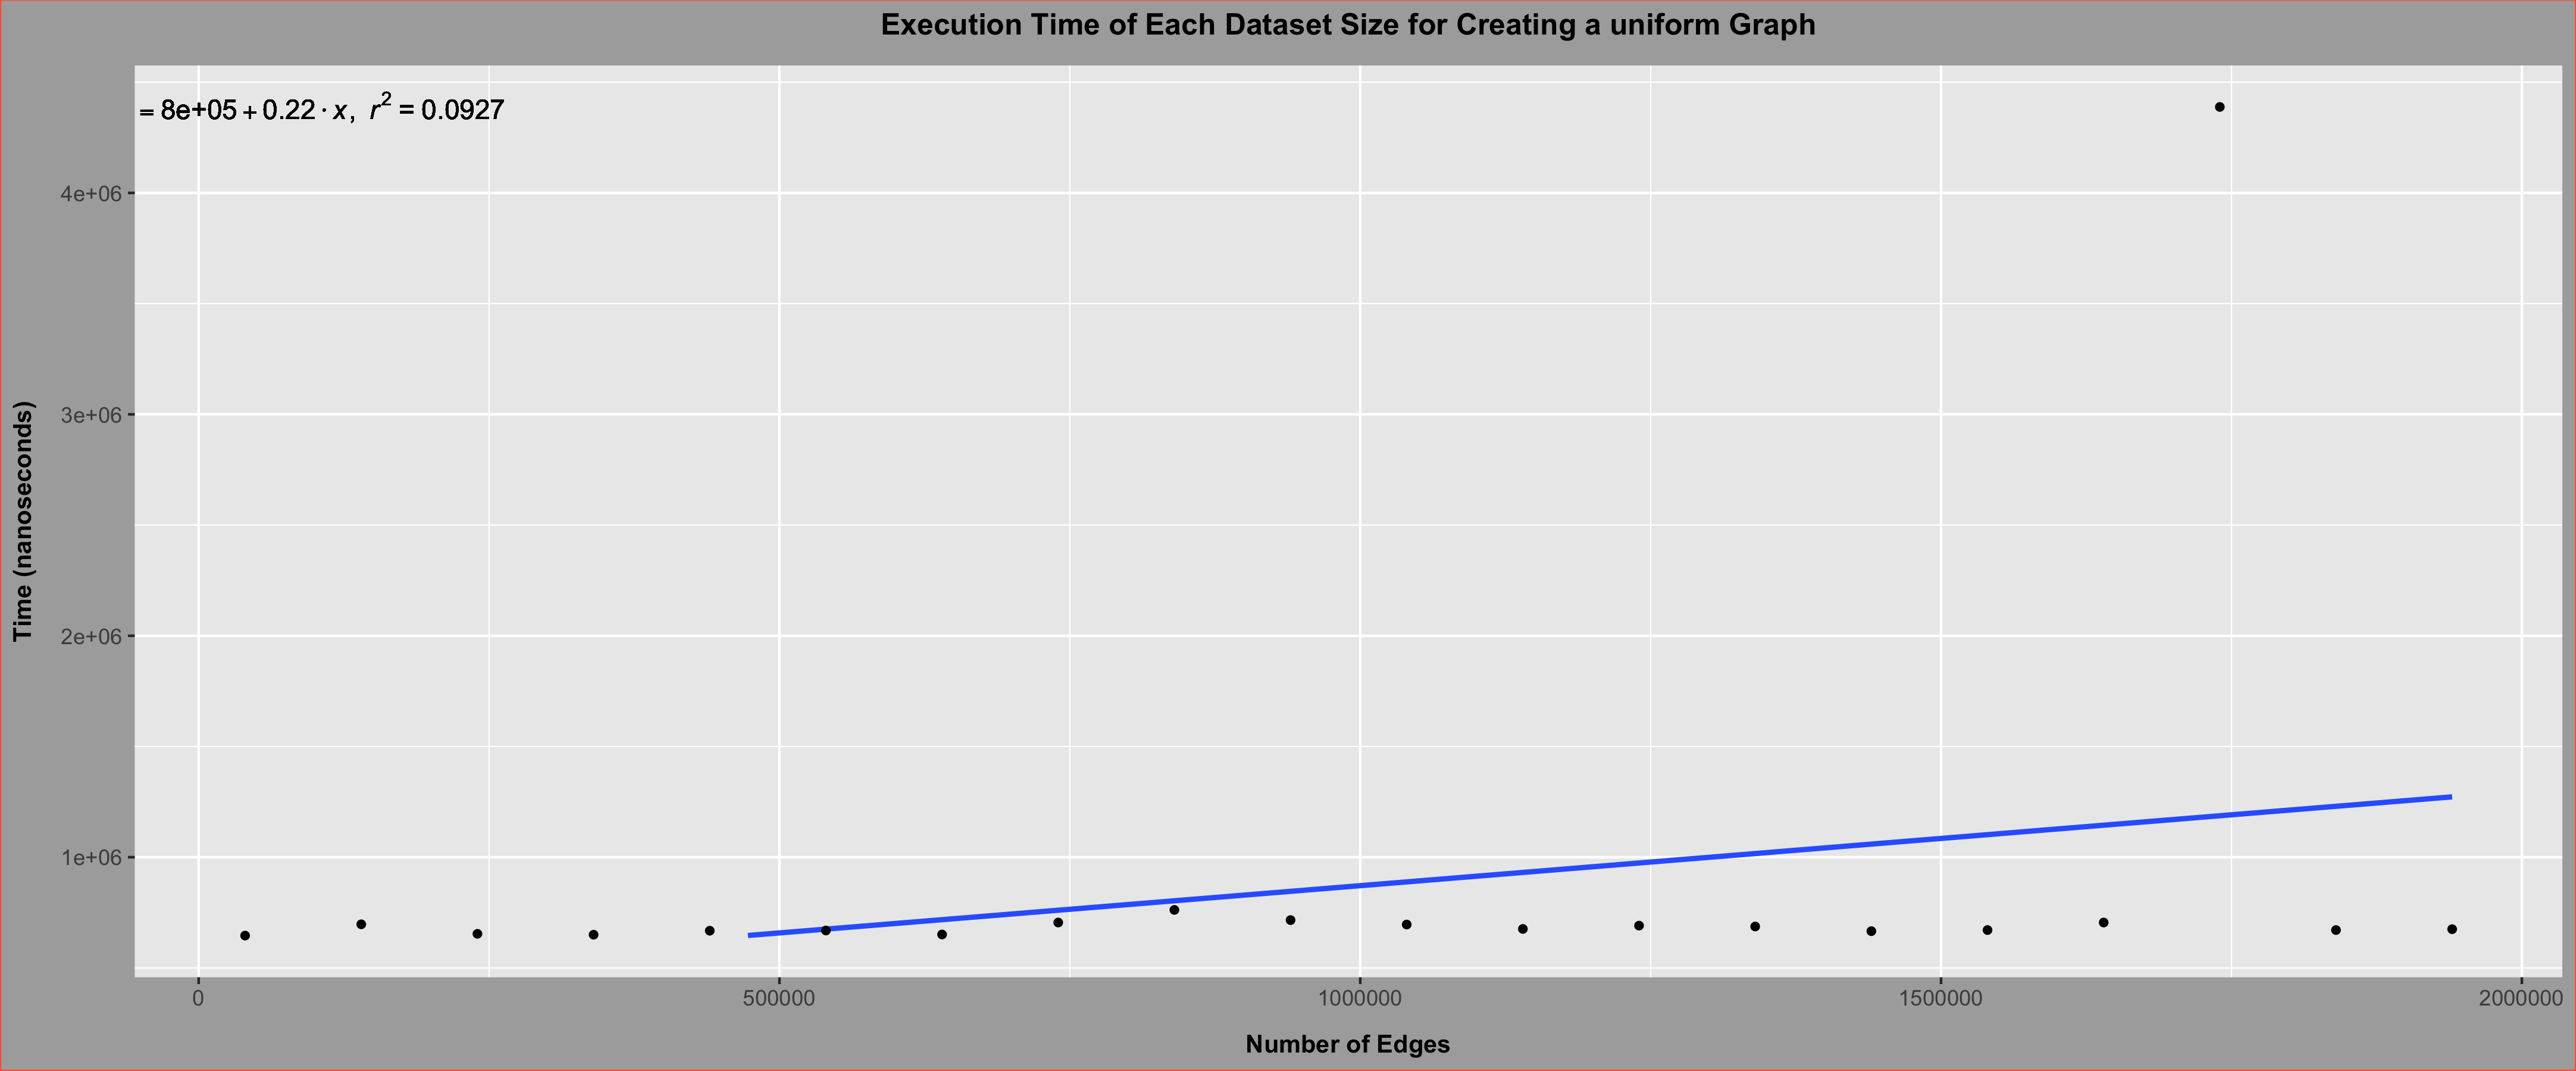 Execution Time of Each Dataset Size for Creating a uniform Graph
= 8e+05 + 0.22 · x, r² = 0.0927
4e+06
3e+06
2e+06
1e+06
Time (nanoseconds)
0 500000 1000000 1500000 2000000
Number of Edges